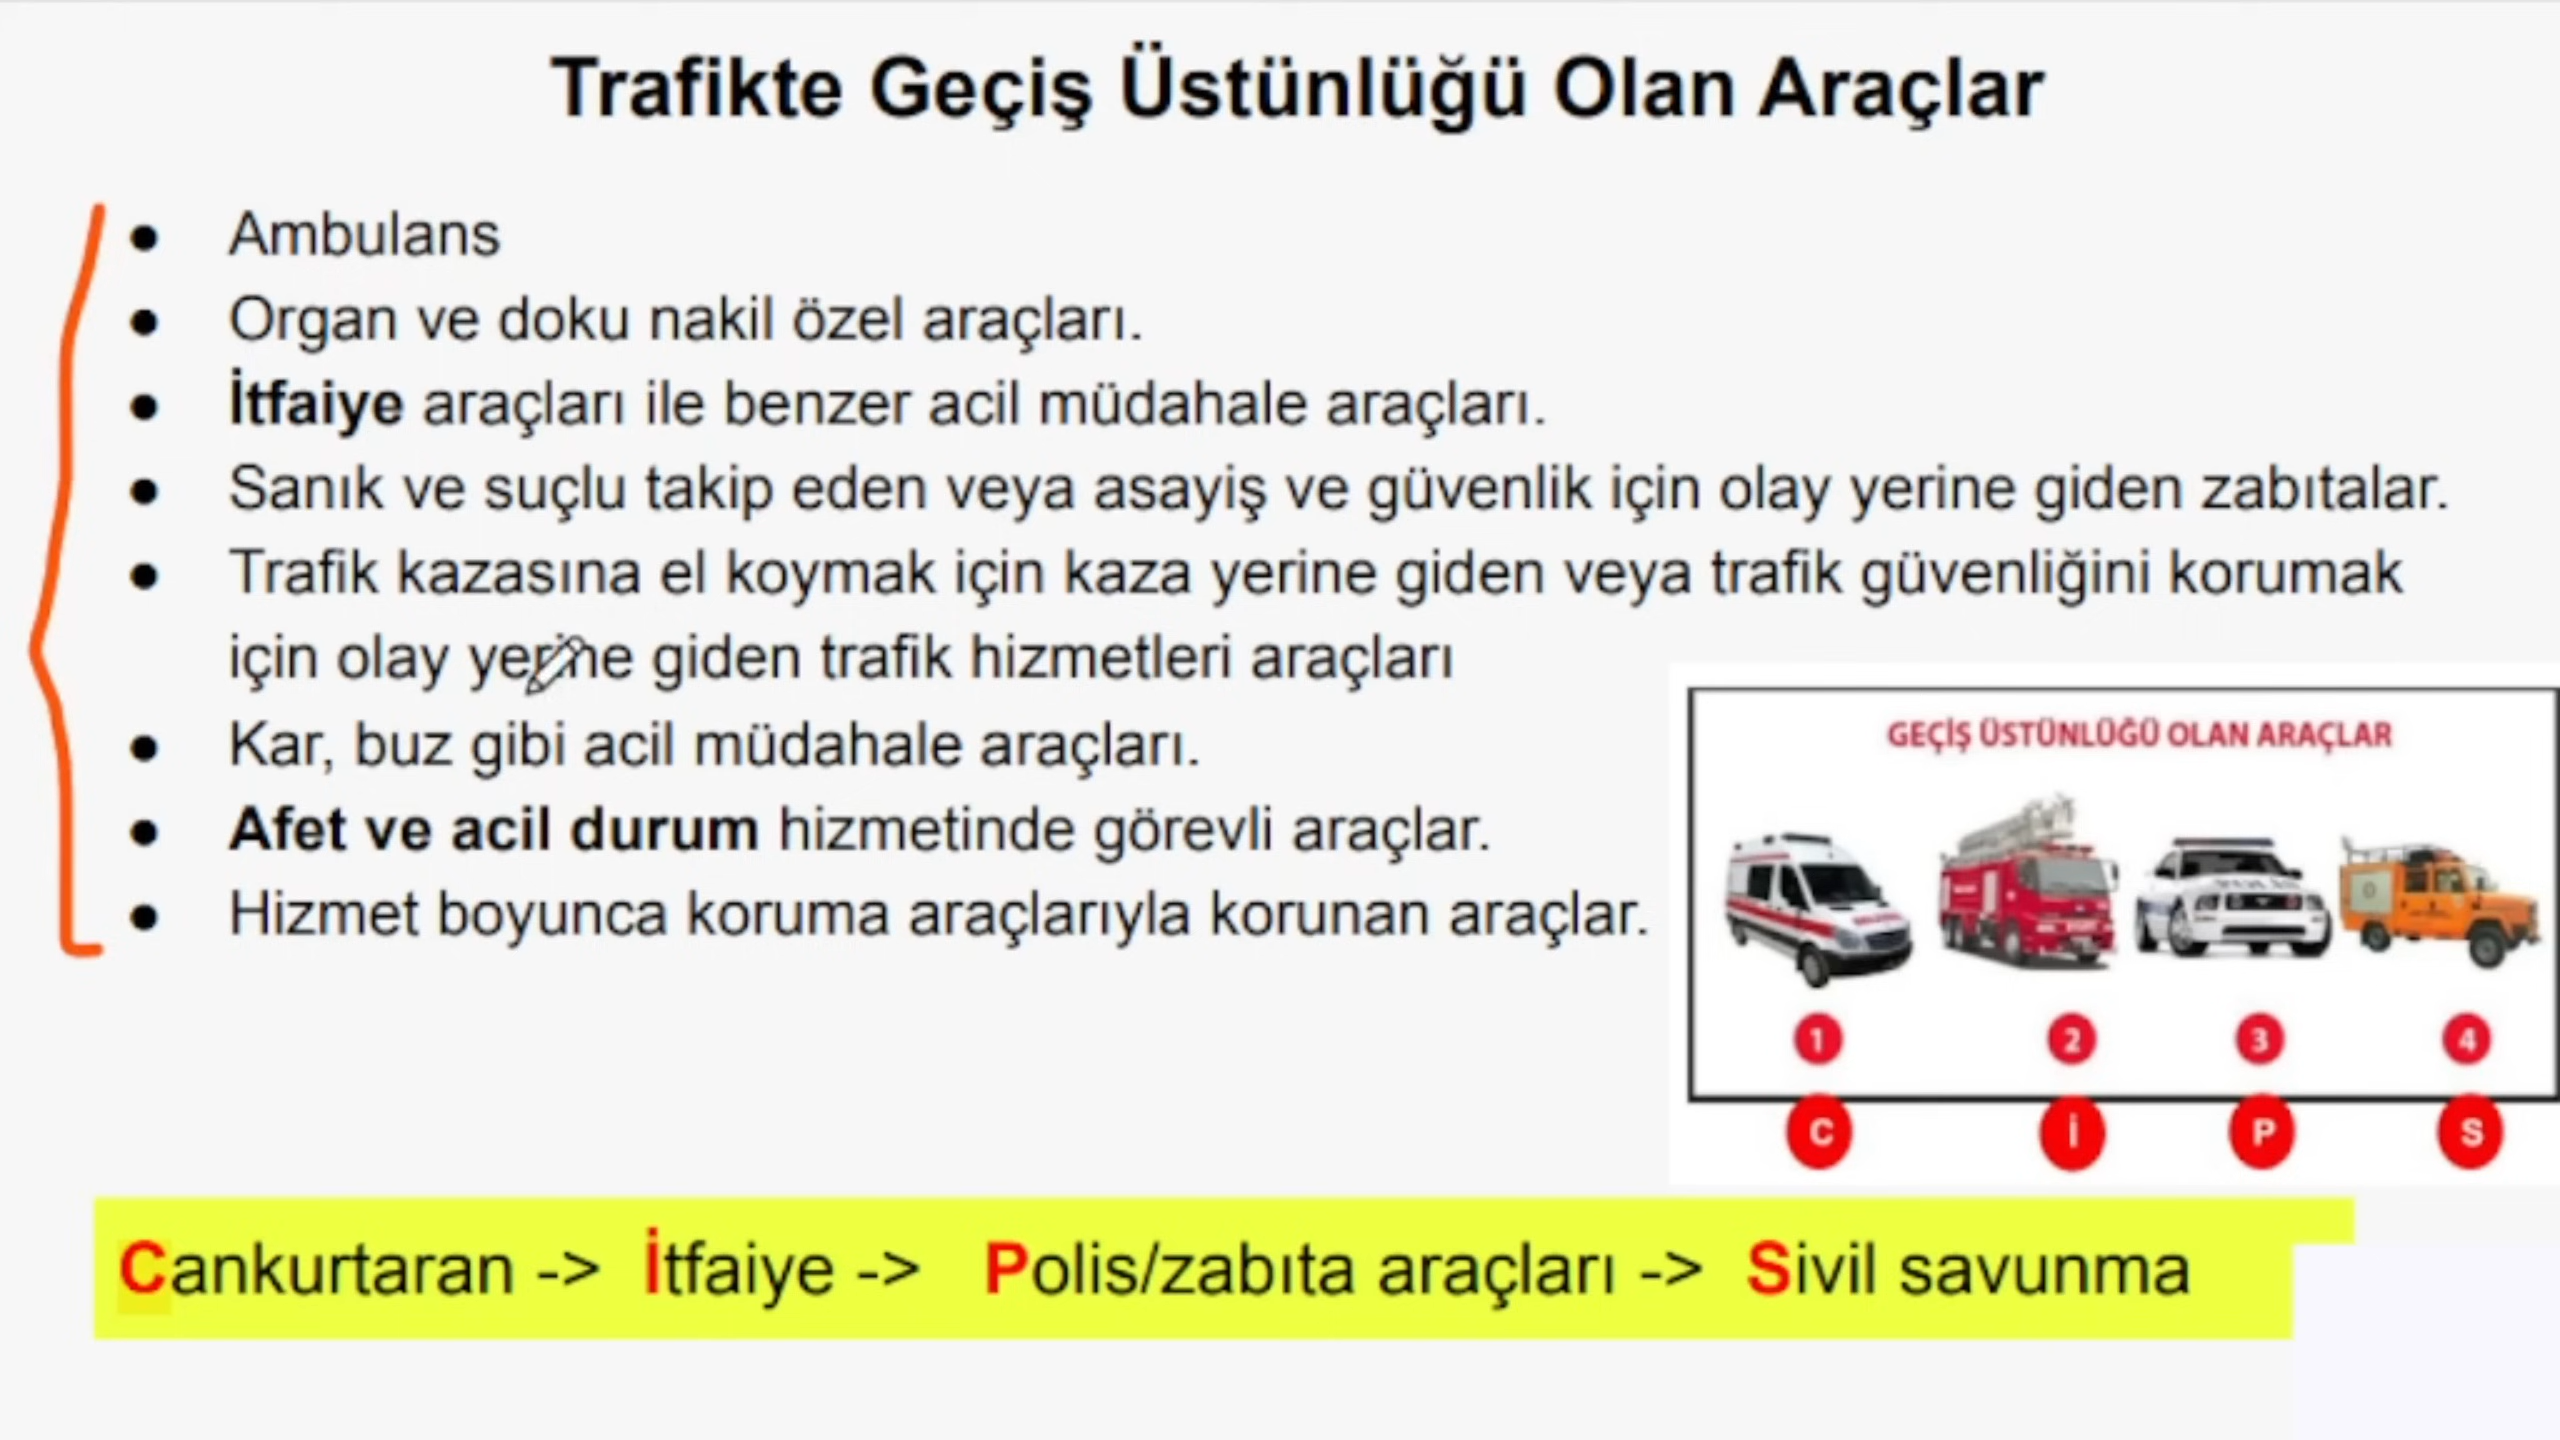 Trafikte Geçiş Üstünlüğü Olan Araçlar
● Ambulans
● Organ ve doku nakil özel araçları.
● İtfaiye araçları ile benzer acil müdahale araçları.
● Sanık ve suçlu takip eden veya asayiş ve güvenlik için olay yerine giden zabıtalar.
● Trafik kazasına el koymak için kaza yerine giden veya trafik güvenliğini korumak
için olay yerine giden trafik hizmetleri araçları
● Kar, buz gibi acil müdahale araçları.
● Afet ve acil durum hizmetinde görevli araçlar.
● Hizmet boyunca koruma araçlarıyla korunan araçlar.
GEÇİŞ ÜSTÜNLÜĞÜ OLAN ARAÇLAR
1 2 3 4
C İ P S
Cankurtaran -> İtfaiye -> Polis/zabıta araçları -> Sivil savunma